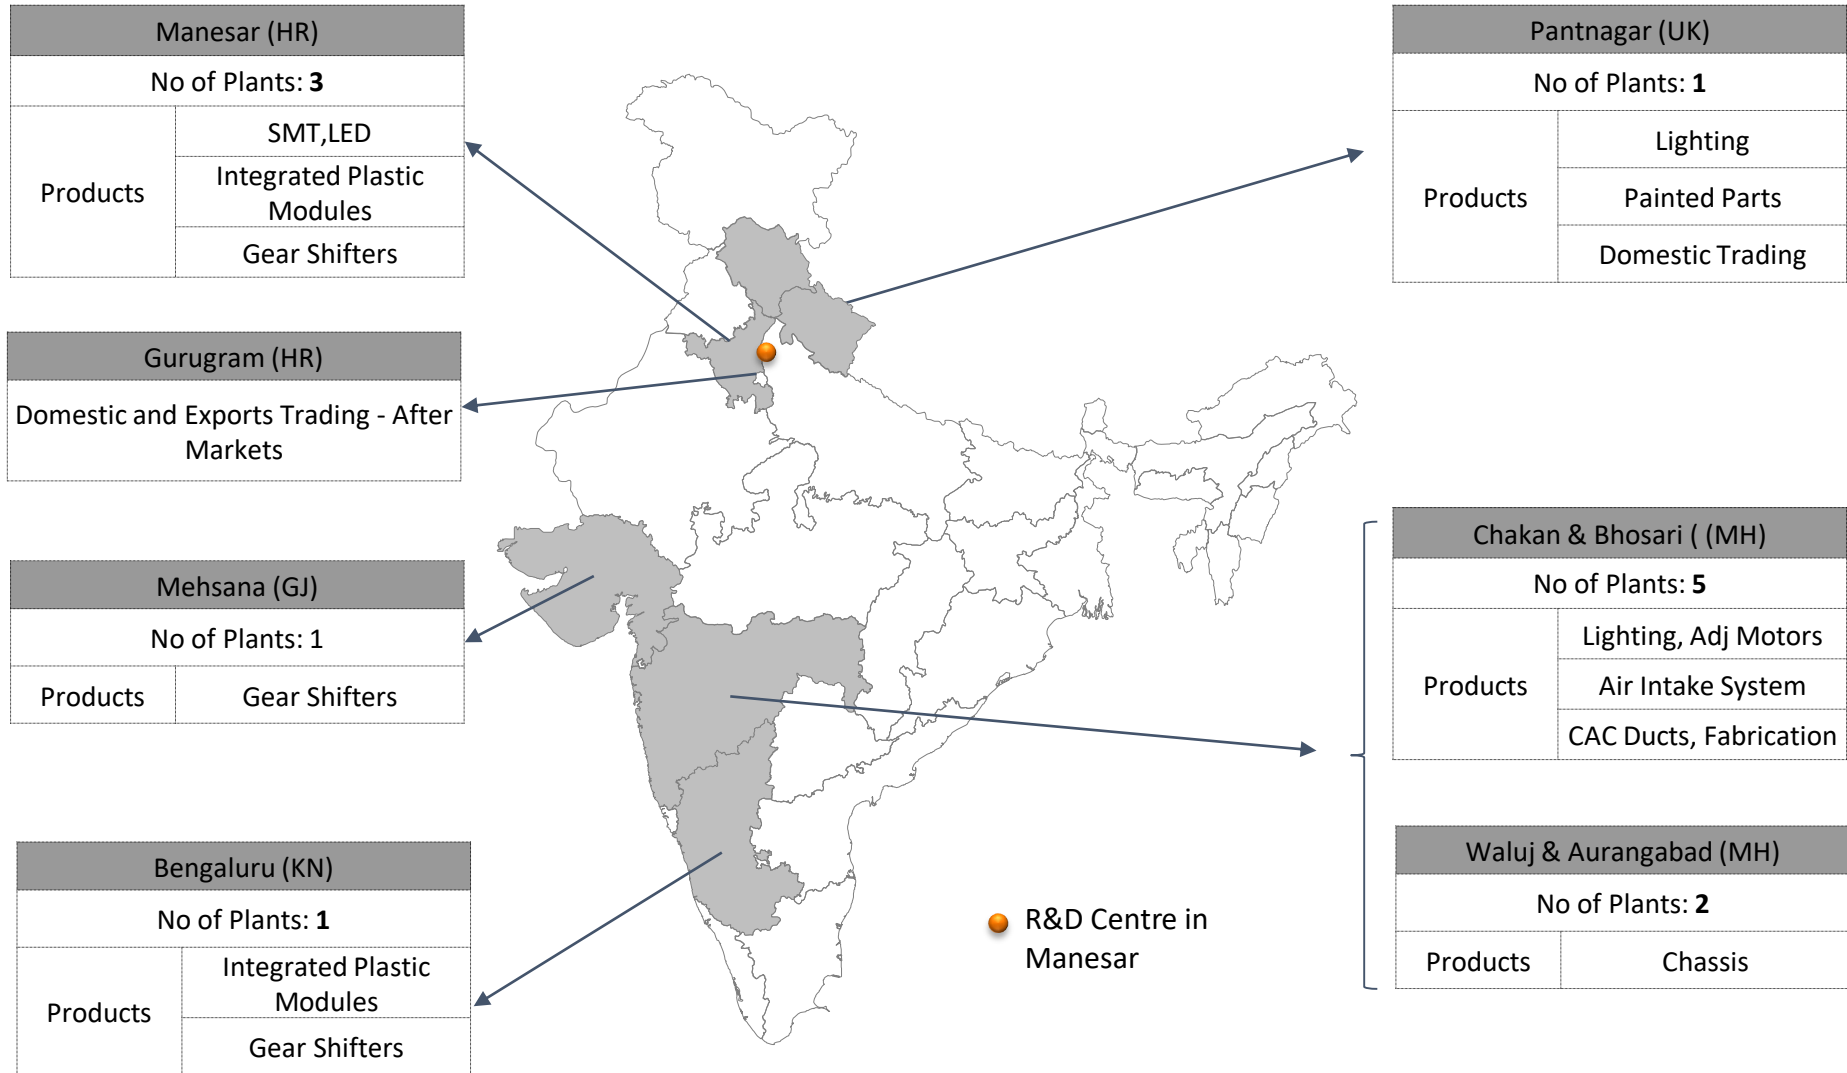 Manesar (HR)
No of Plants: 3
Products
SMT,LED
Integrated Plastic
Modules
Gear Shifters
Gurugram (HR)
Domestic and Exports Trading - After
Markets
Mehsana (GJ)
No of Plants: 1
Products
Gear Shifters
Bengaluru (KN)
No of Plants: 1
Products
Integrated Plastic
Modules
Gear Shifters
R&D Centre in
Manesar
Pantnagar (UK)
No of Plants: 1
Products
Lighting
Painted Parts
Domestic Trading
Chakan & Bhosari ( (MH)
No of Plants: 5
Products
Lighting, Adj Motors
Air Intake System
CAC Ducts, Fabrication
Waluj & Aurangabad (MH)
No of Plants: 2
Products
Chassis